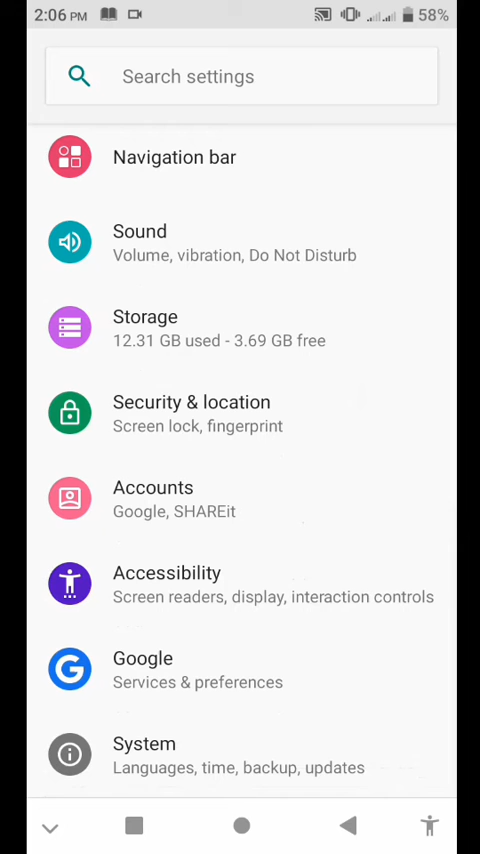 2:06 PM 58%
Search settings
Navigation bar
Sound
Volume, vibration, Do Not Disturb
Storage
12.31 GB used - 3.69 GB free
Security & location
Screen lock, fingerprint
Accounts
Google, SHAREit
Accessibility
Screen readers, display, interaction controls
Google
Services & preferences
System
Languages, time, backup, updates